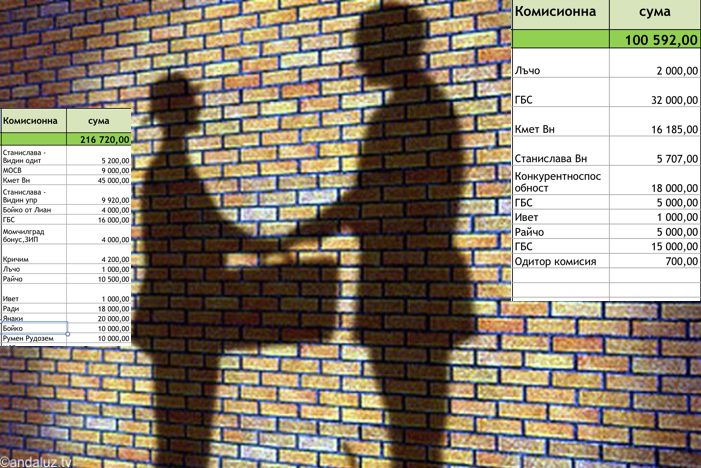 Комисионна сума
216 720,00
Станислава -
Видин одит 5 200,00
МОСВ 9 000,00
Кмет Вн 45 000,00
Станислава -
Видин упр 9 920,00
Бойко от Лиан 4 000,00
ГБС 16 000,00
Момчилград
бонус,ЗИП 4 000,00
Кричим 4 200,00
Лъчо 1 000,00
Райчо 10 500,00
Ивет 1 000,00
Ради 18 000,00
Янаки 20 000,00
Бойко 10 000,00
Румен Рудозем 10 000,00
Комисионна сума
100 592,00
Лъчо 2 000,00
ГБС 32 000,00
Кмет Вн 16 185,00
Станислава Вн 5 707,00
Конкурентноспос
обност 18 000,00
ГБС 5 000,00
Ивет 1 000,00
Райчо 5 000,00
ГБС 15 000,00
Одитор комисия 700,00
©andaluz.tv